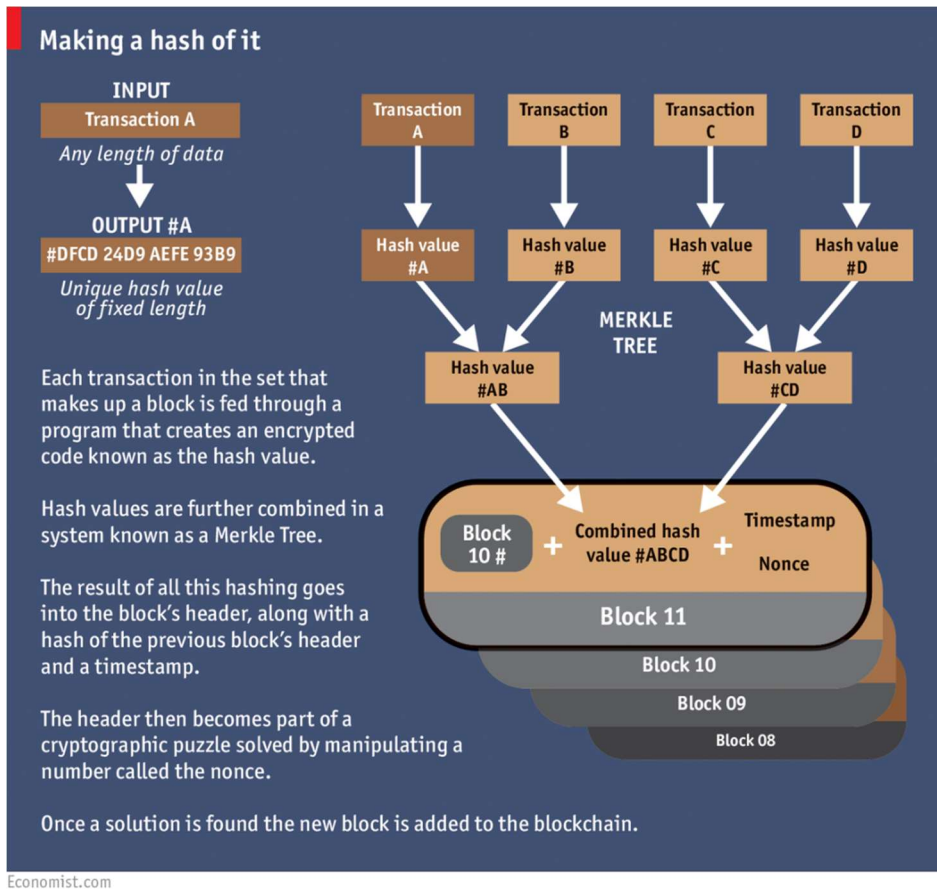 Making a hash of it
INPUT
Transaction A
Any length of data
OUTPUT #A
#DFCD 24D9 AEFE 93B9
Unique hash value
of fixed length
Each transaction in the set that
makes up a block is fed through a
program that creates an encrypted
code known as the hash value.
Hash values are further combined in a
system known as a Merkle Tree.
The result of all this hashing goes
into the block's header, along with a
hash of the previous block's header
and a timestamp.
The header then becomes part of a
cryptographic puzzle solved by manipulating a
number called the nonce.
Once a solution is found the new block is added to the blockchain.
Transaction
A
Transaction
B
Transaction
C
Transaction
D
Hash value
#A
Hash value
#B
Hash value
#C
Hash value
#D
MERKLE
TREE
Hash value
#AB
Hash value
#CD
Block
10 #
+
Combined hash
value #ABCD
+
Timestamp
Nonce
Block 11
Block 10
Block 09
Block 08
Economist.com